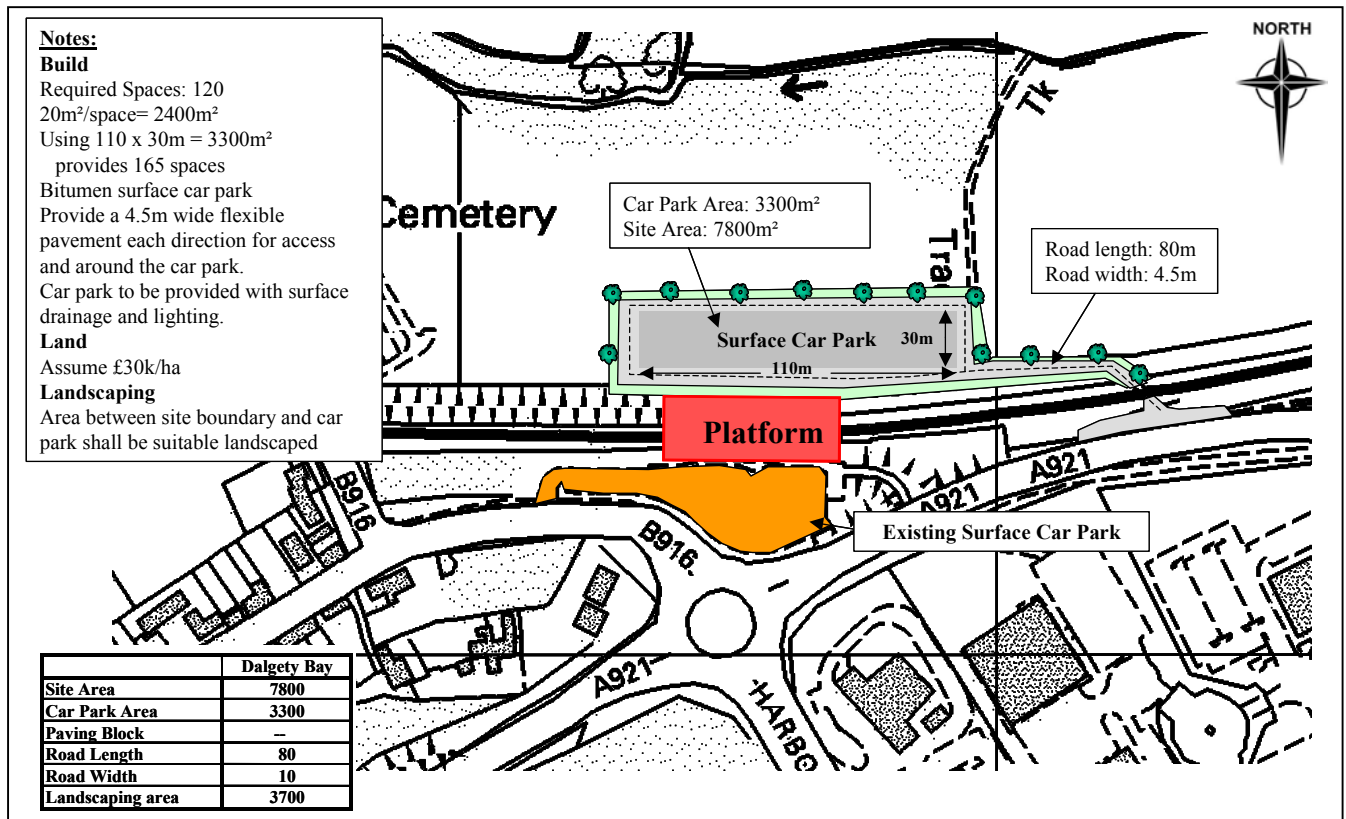 Notes:
Build
Required Spaces: 120
20m²/space= 2400m²
Using 110 x 30m = 3300m²
provides 165 spaces
Bitumen surface car park
Provide a 4.5m wide flexible
pavement each direction for access
and around the car park.
Car park to be provided with surface
drainage and lighting.
Land
Assume £30k/ha
Landscaping
Area between site boundary and car
park shall be suitable landscaped
NORTH
Tk
Cemetery
Car Park Area: 3300m²
Site Area: 7800m²
Trac
Road length: 80m
Road width: 4.5m
Surface Car Park
30m
110m
Platform
B916
A921
A921
B916
Existing Surface Car Park
A921
HARBO
Dalgety Bay
Site Area 7800
Car Park Area 3300
Paving Block --
Road Length 80
Road Width 10
Landscaping area 3700